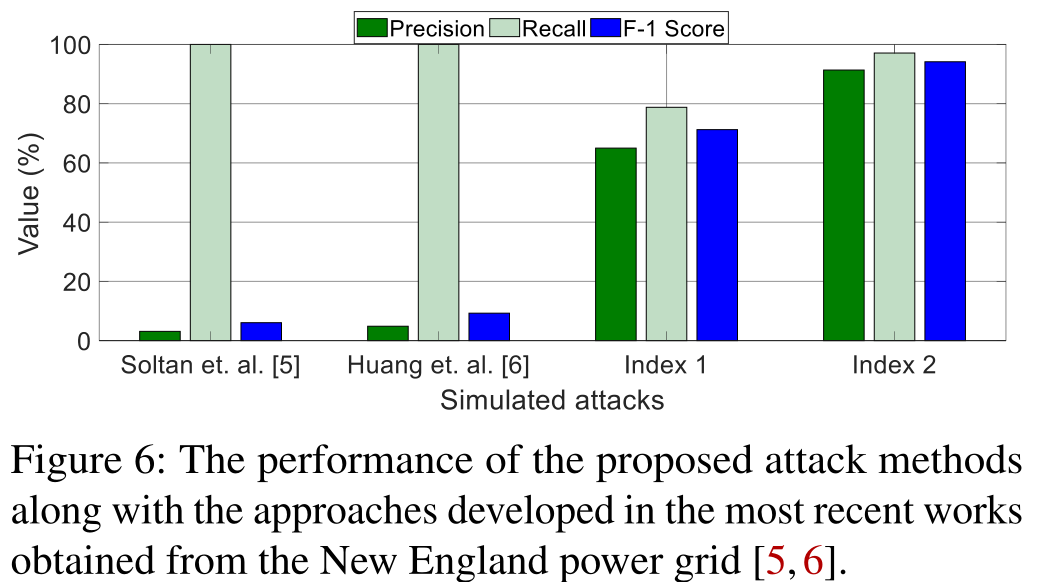 Precision Recall F-1 Score
100
80
60
40
20
0
Value (%)
Soltan et. al. [5] Huang et. al. [6] Index 1 Index 2
Simulated attacks
Figure 6: The performance of the proposed attack methods
along with the approaches developed in the most recent works
obtained from the New England power grid [5,6].